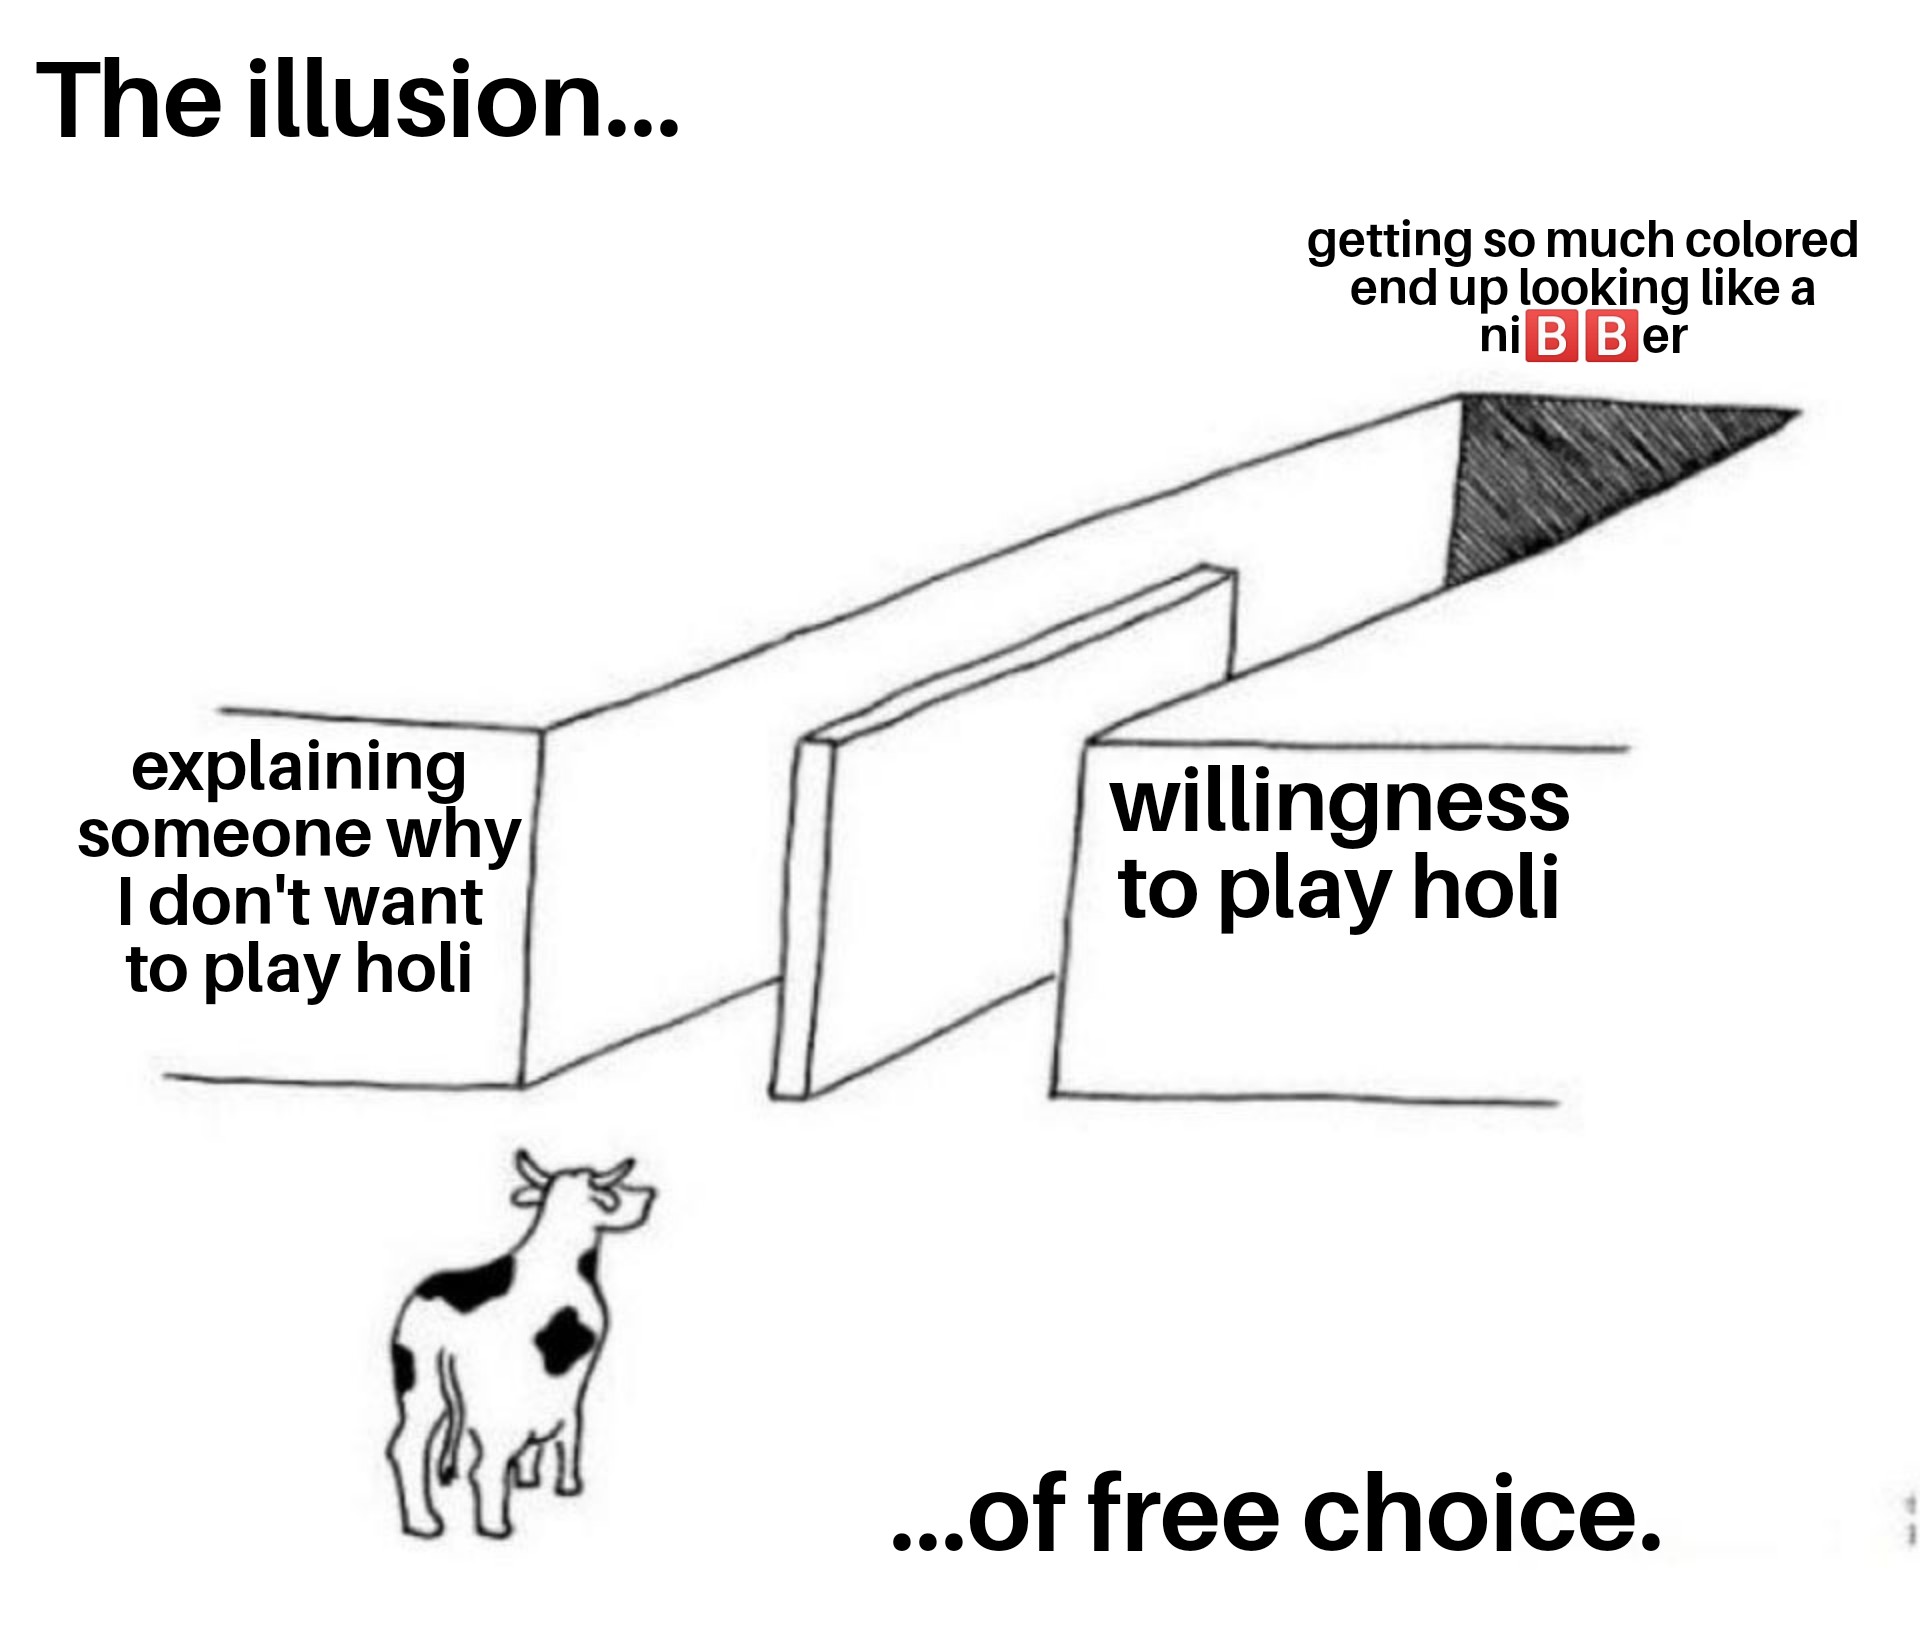 The illusion...
getting so much colored
end up looking like a
ni🅱️🅱️er
explaining
someone why
I don't want
to play holi
willingness
to play holi
...of free choice.